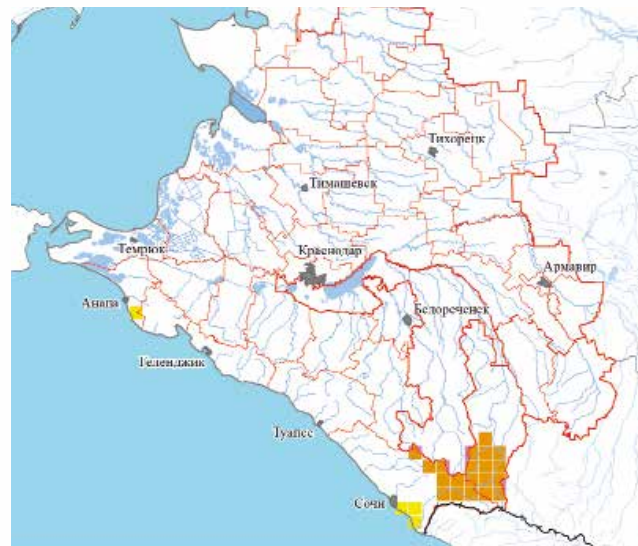 Тихорецк
Тимашевск
Темрюк
Краснодар
Армавир
Анапа
Белореченск
Геленджик
Туапсе
Сочи